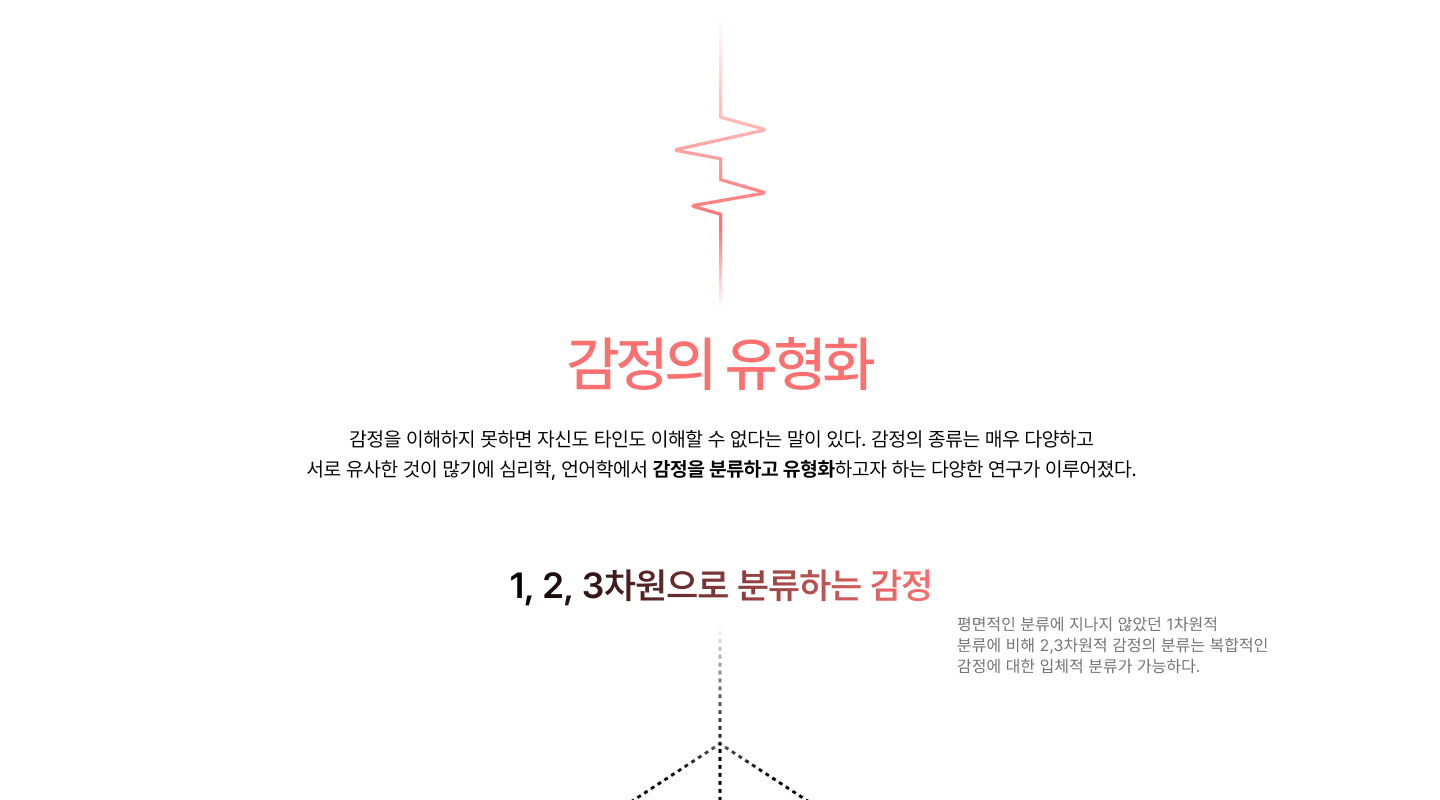 감정의 유형화
감정을 이해하지 못하면 자신도 타인도 이해할 수 없다는 말이 있다. 감정의 종류는 매우 다양하고
서로 유사한 것이 많기에 심리학, 언어학에서 감정을 분류하고 유형화하고자 하는 다양한 연구가 이루어졌다.
1, 2, 3차원으로 분류하는 감정
평면적인 분류에 지나지 않았던 1차원적
분류에 비해 2,3차원적 감정의 분류는 복합적인
감정에 대한 입체적 분류가 가능하다.